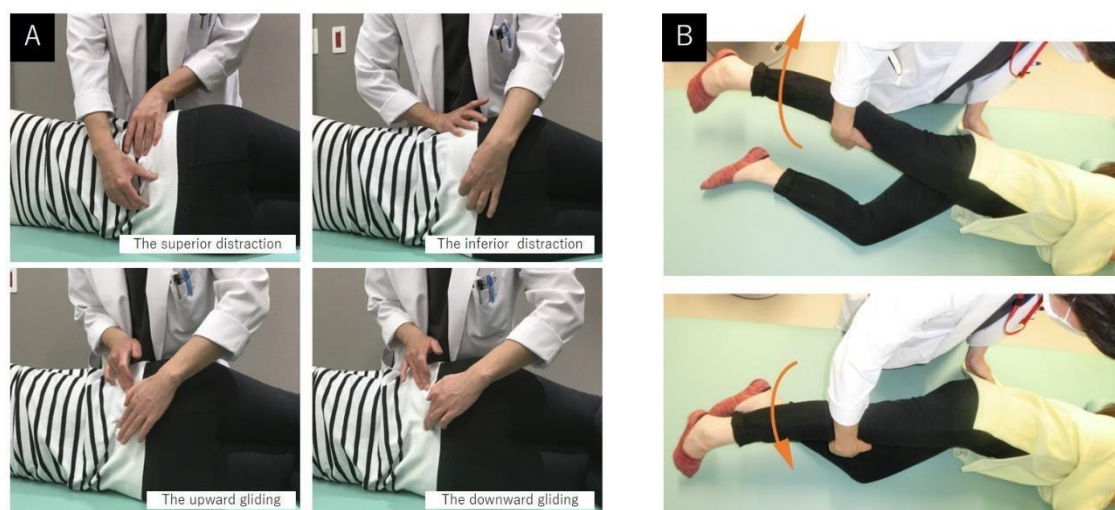 A
B
The superior distraction
The inferior distraction
The upward gliding
The downward gliding